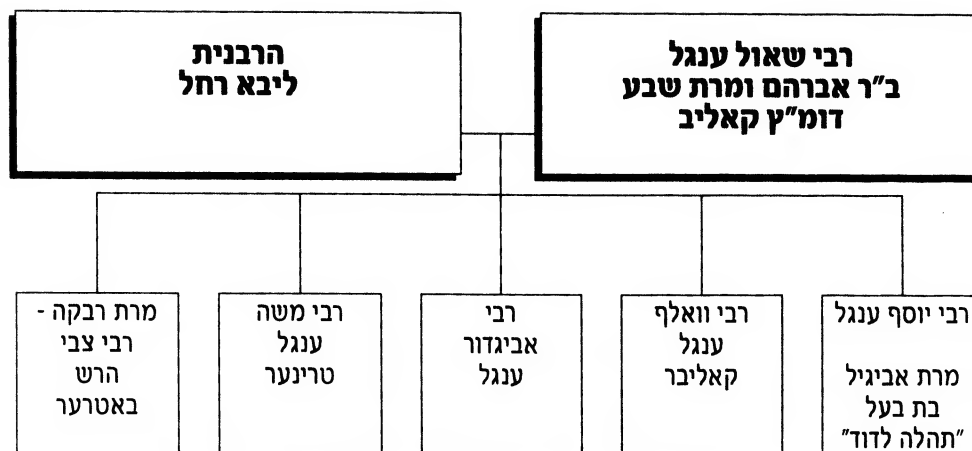 רבי שאול ענגל
ב"ר אברהם ומרת שבע
דומ"ץ קאליב
הרבנית
ליבא רחל
רבי יוסף ענגל
מרת אביגיל
בת בעל
"תהלה לדוד"
רבי וואלף
ענגל
קאליבר
רבי
אביגדור
ענגל
רבי משה
ענגל
טרינער
מרת רבקה -
רבי צבי
הרש
באטרער